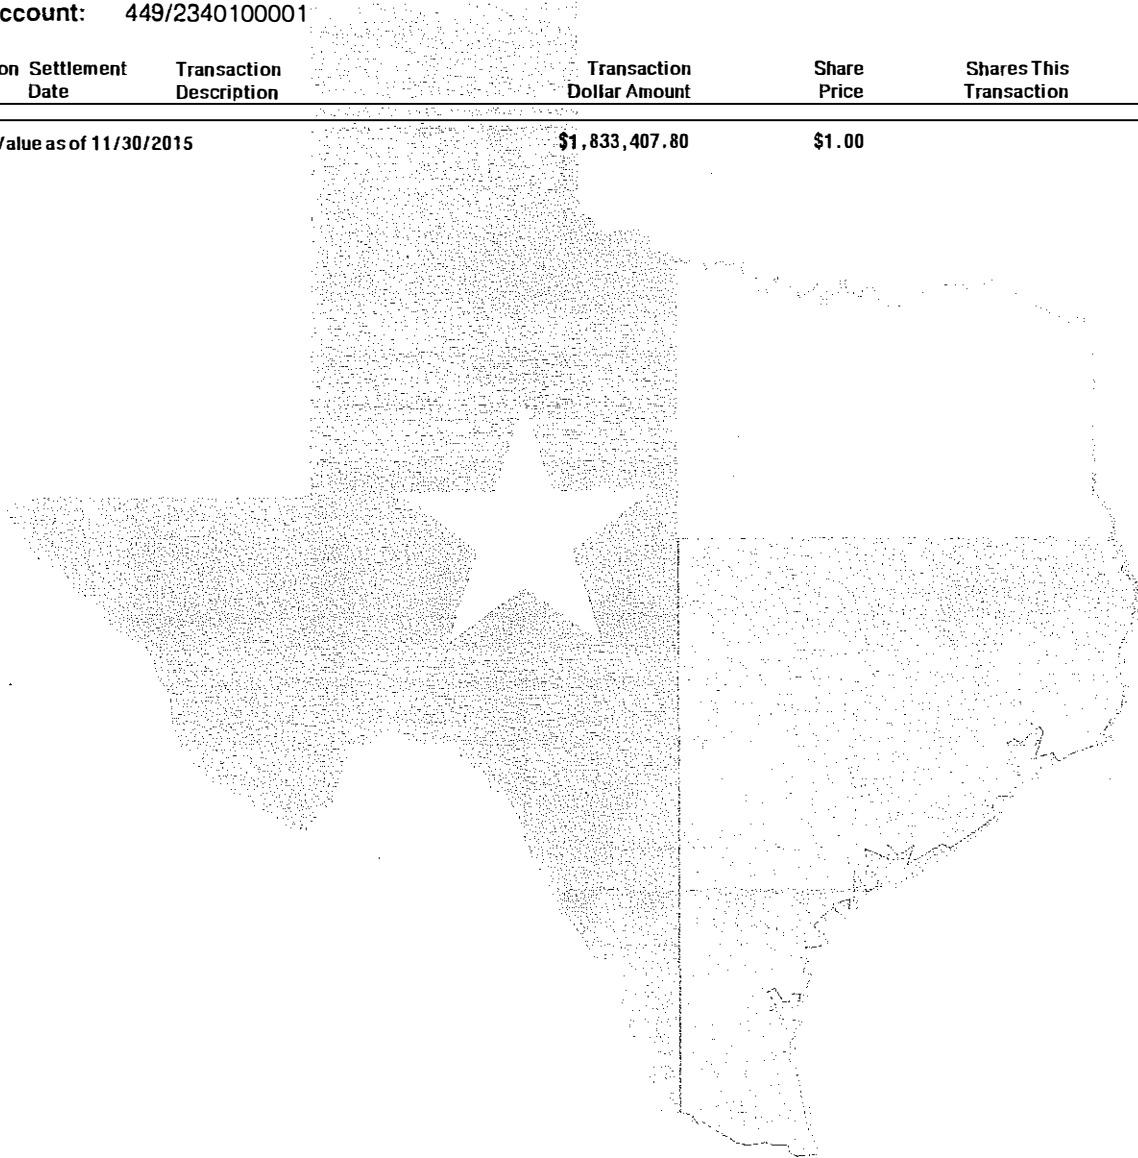 ccount: 449/2340100001
on Settlement Transaction Transaction Share Shares This
Date Description Dollar Amount Price Transaction
Value as of 11/30/2015 $1,833,407.80 $1.00